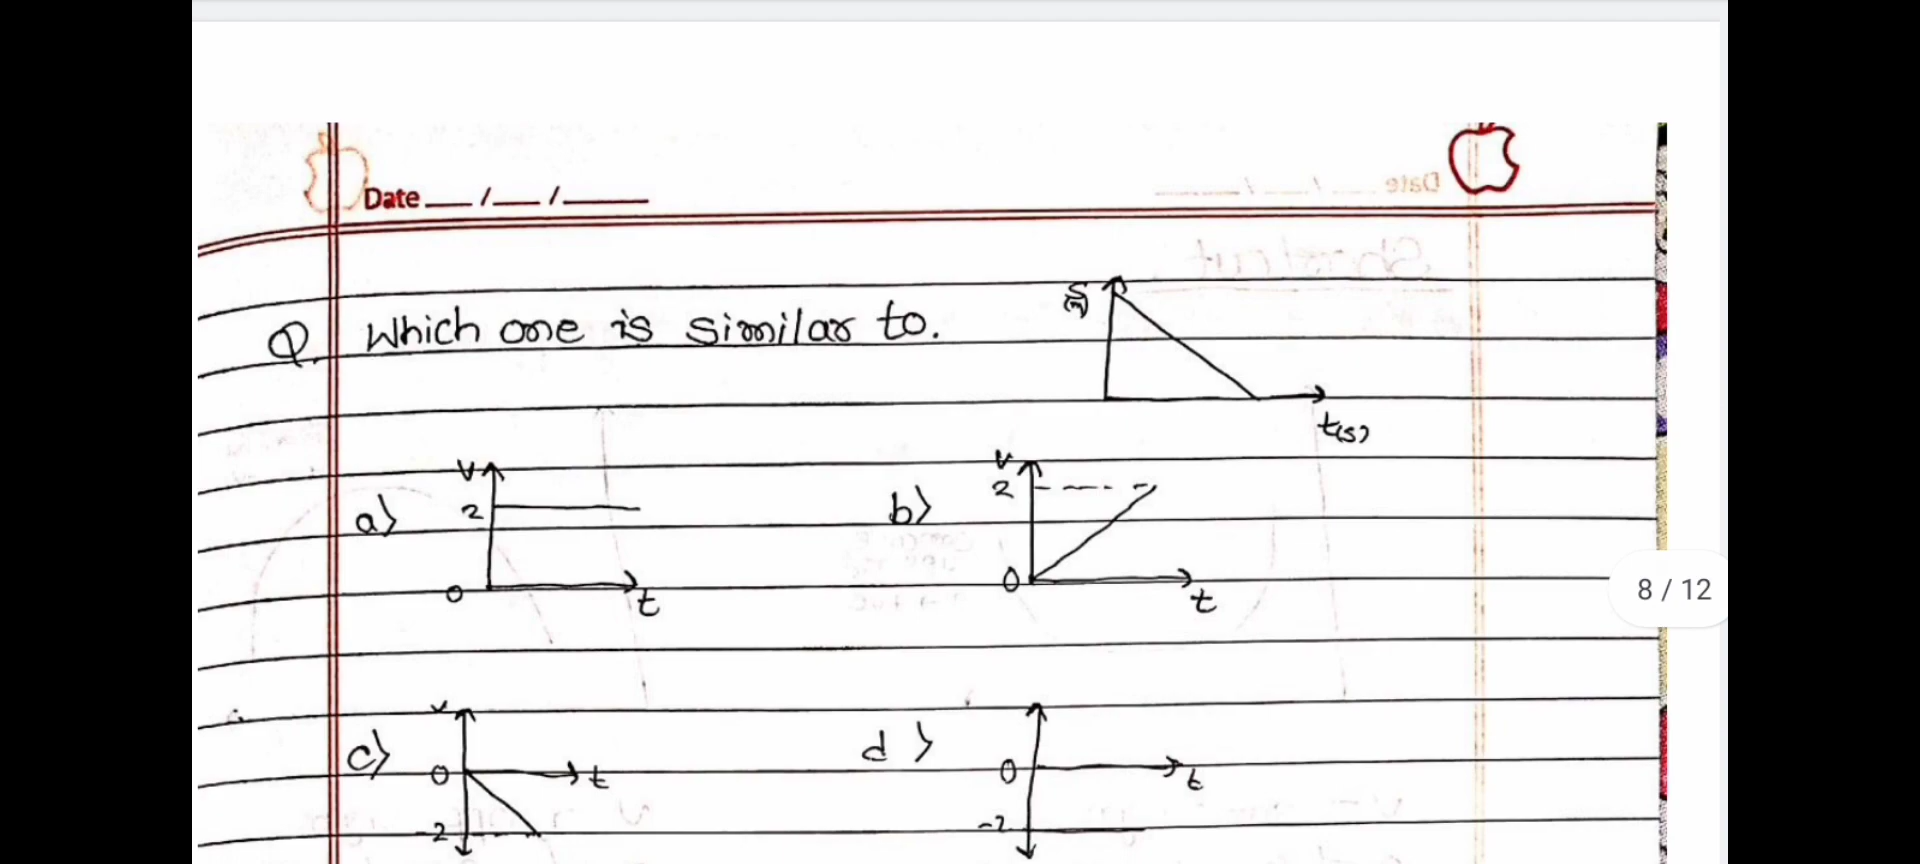 Date __/__/____
Q. Which one is similar to.
S
(m)
t(s)
a) v
2
0
t
b) v
2
0
t
8 / 12
c) v
0
t
-2
d)
0
t
-2